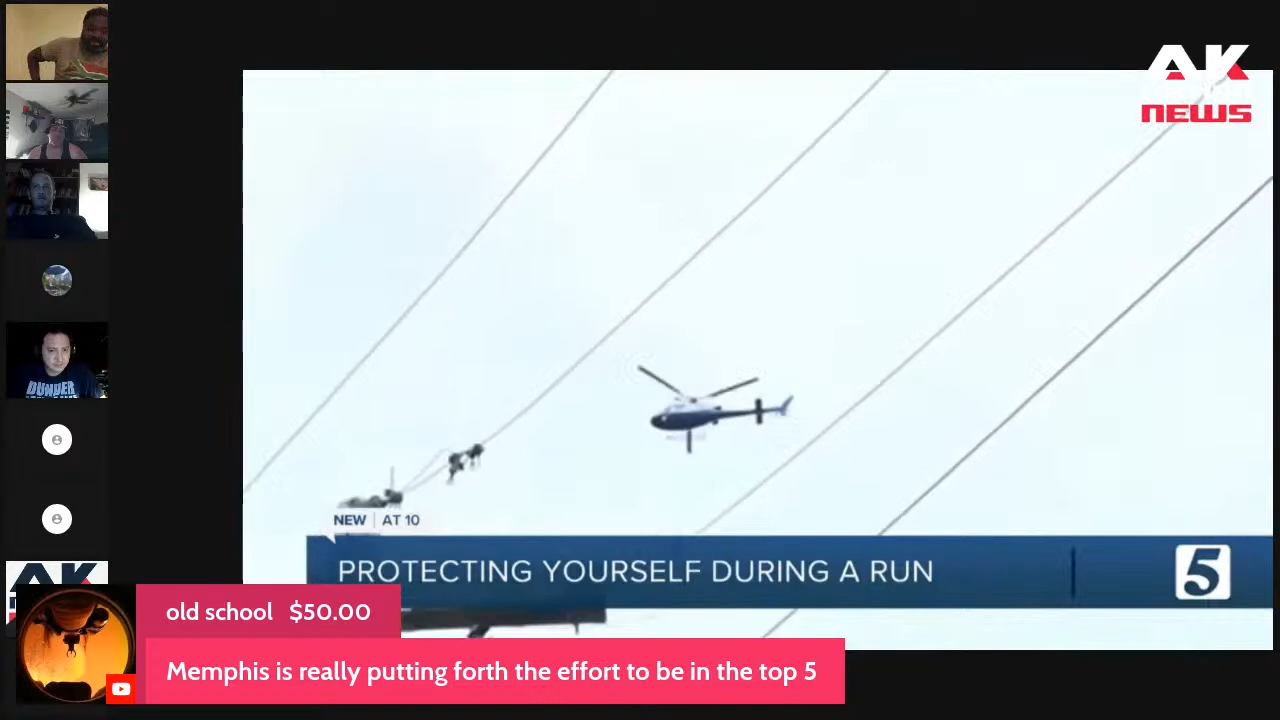 AK
NEWS
NEW | AT 10
PROTECTING YOURSELF DURING A RUN
5
DUNDER
AK
old school $50.00
Memphis is really putting forth the effort to be in the top 5